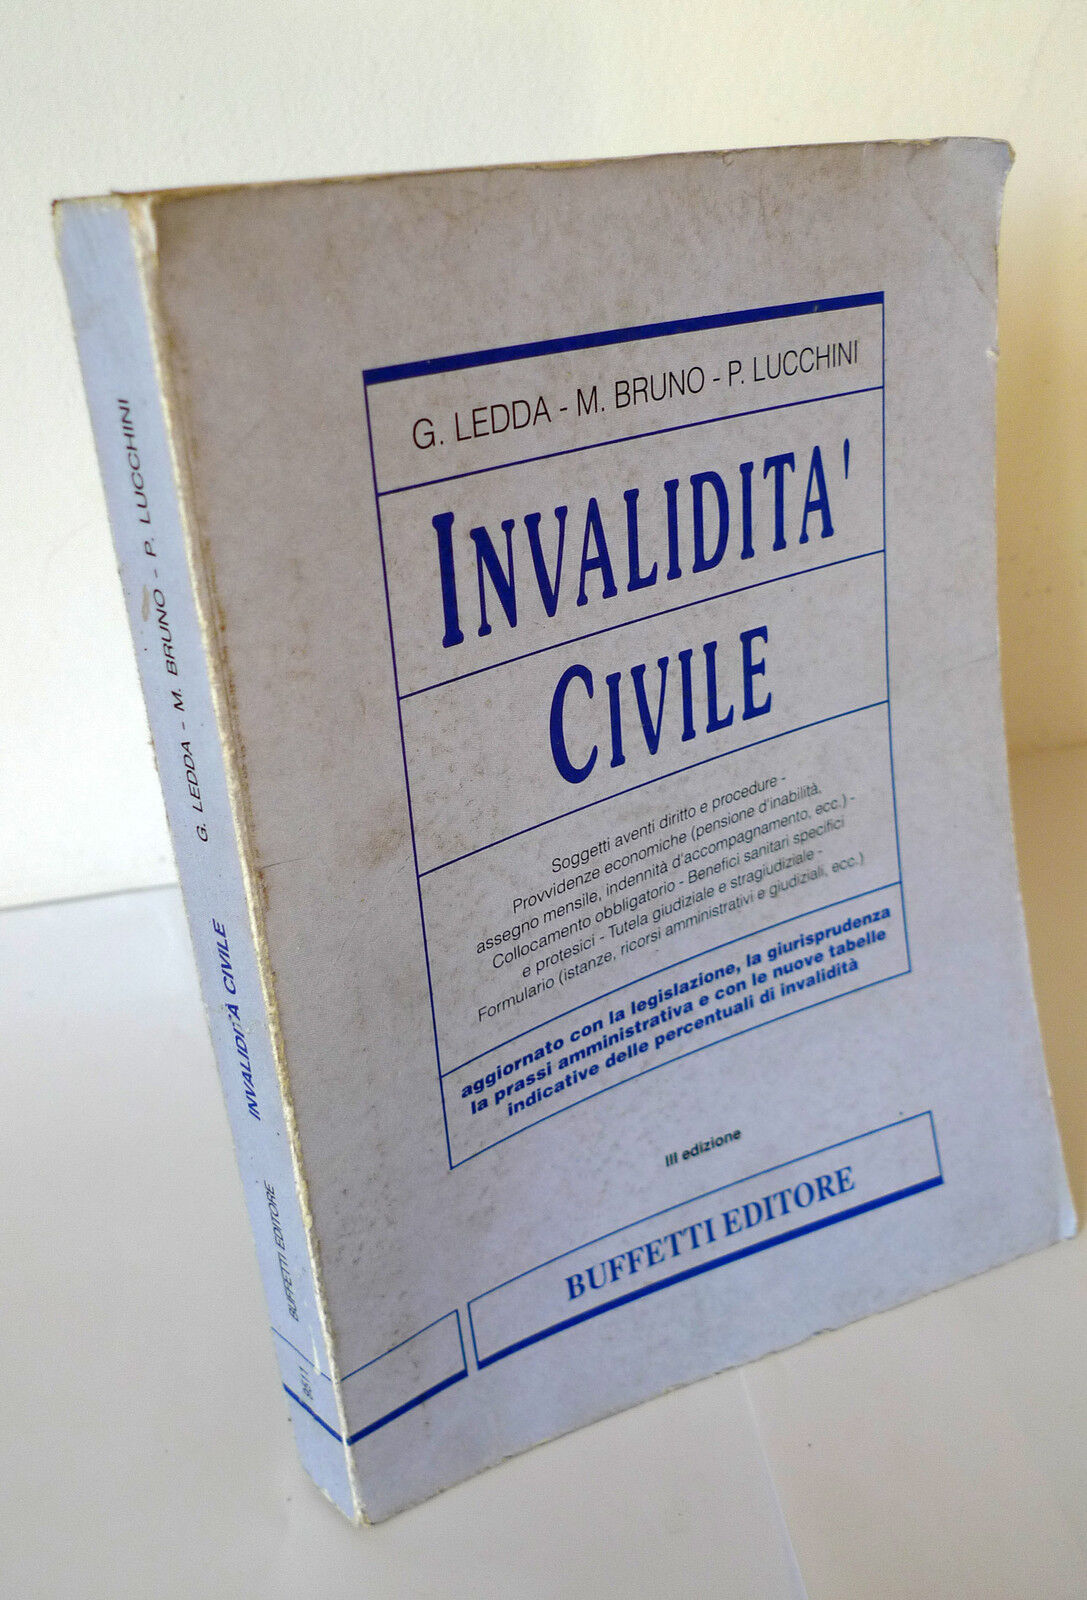 G. LEDDA - M. BRUNO - P. LUCCHINI
INVALIDITA'
CIVILE
Soggetti aventi diritto e procedure -
Provvidenze economiche (pensione d'inabilità,
assegno mensile, indennità d'accompagnamento, ecc.) -
Collocamento obbligatorio - Benefici sanitari specifici
e protesici - Tutela giudiziale e stragiudiziale -
Formulario (istanze, ricorsi amministrativi e giudiziali, ecc.)
aggiornato con la legislazione, la giurisprudenza
la prassi amministrativa e con le nuove tabelle
indicative delle percentuali di invalidità
III edizione
BUFFETTI EDITORE
G. LEDDA - M. BRUNO - P. LUCCHINI
INVALIDITÀ CIVILE
BUFFETTI EDITORE
9511